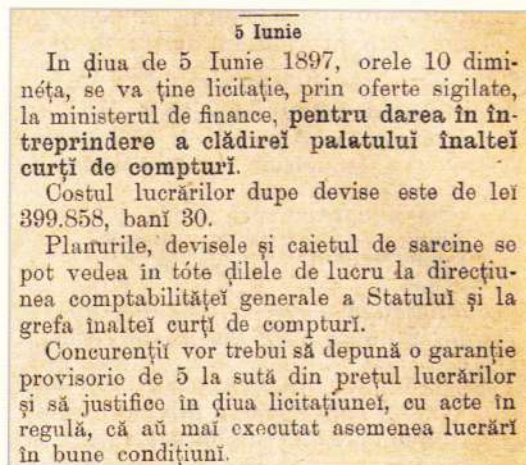 5 Iunie
In ḑiua de 5 Iunie 1897, orele 10 dimi-
néța, se va ține licitație, prin oferte sigilate,
la ministerul de finance, pentru darea în în-
treprindere a clădireĭ palatuluĭ înalteĭ
curțĭ de compturĭ.
Costul lucrărilor dupe devise este de leĭ
399.858, banĭ 30.
Planurile, devisele și caietul de sarcine se
pot vedea in tóte ḑilele de lucru la direcțiu-
nea comptabilităței generale a Statuluĭ și la
grefa înalteĭ curțĭ de compturĭ.
Concurențiĭ vor trebui să depună o garanție
provisorie de 5 la sută din prețul lucrărilor
și să justifice în ḑiua licitațiuneĭ, cu acte în
regulă, că aŭ maĭ executat asemenea lucrărĭ
în bune condițiunĭ.